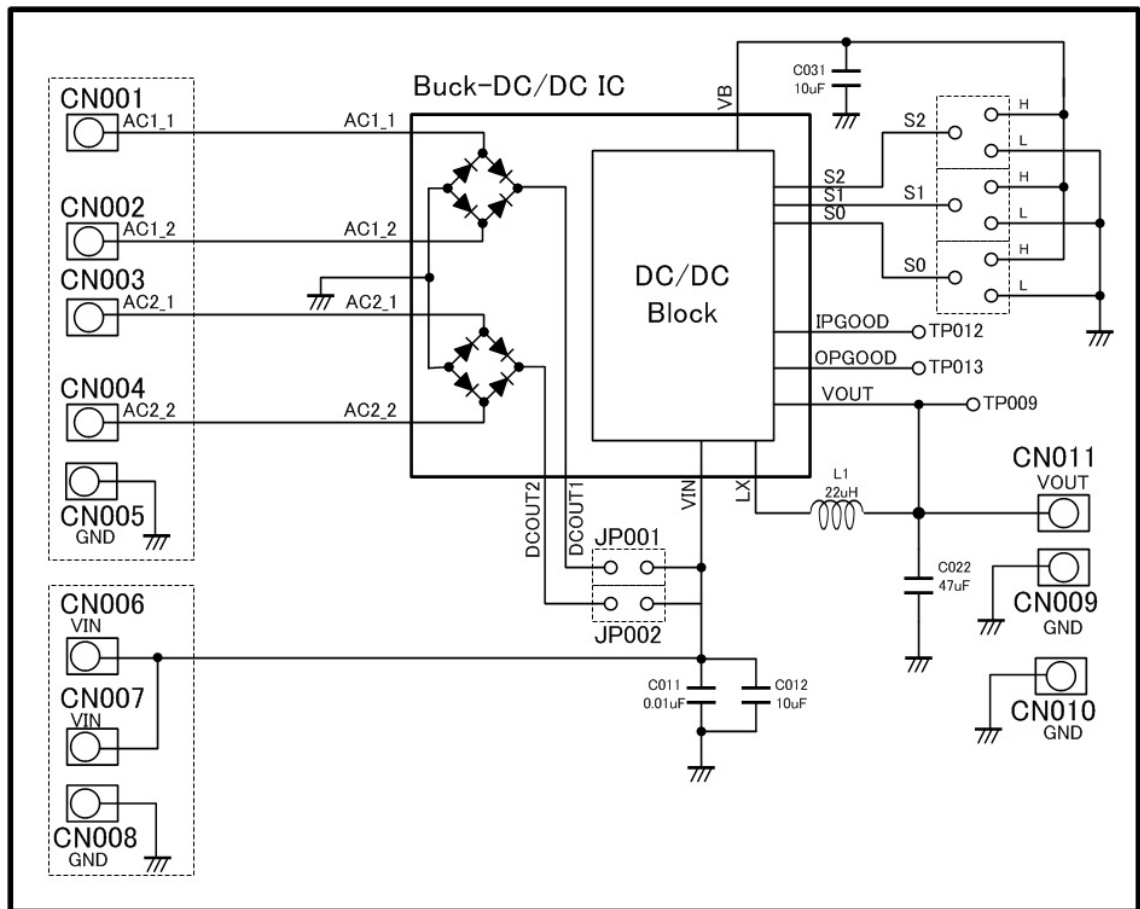 Buck-DC/DC IC
CN001
AC1_1
AC1_1
CN002
AC1_2
AC1_2
CN003
AC2_1
AC2_1
CN004
AC2_2
AC2_2
CN005
GND
CN006
VIN
CN007
VIN
CN008
GND
DC/DC
Block
VB
C031
10uF
S2
S1
S0
S2
H
L
S1
H
L
S0
H
L
IPGOOD
TP012
OPGOOD
TP013
VOUT
TP009
DCOUT2
DCOUT1
VIN
LX
L1
22uH
JP001
JP002
C011
0.01uF
C012
10uF
C022
47uF
CN011
VOUT
CN009
GND
CN010
GND